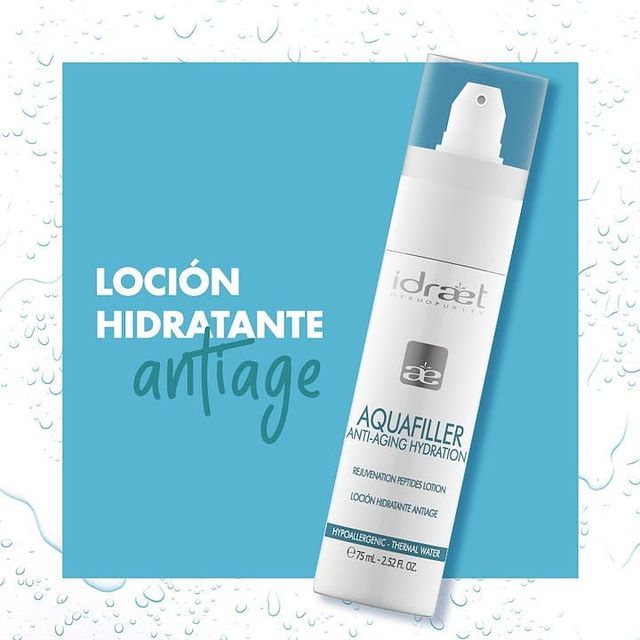 LOCIÓN
HIDRATANTE
antiage
idraet
DERMOPURITY
ae
AQUAFILLER
ANTI-AGING HYDRATION
REJUVENATION PEPTIDES LOTION
LOCIÓN HIDRATANTE ANTIAGE
HYPOALLERGENIC - THERMAL WATER
℮ 75 mL - 2.52 FL. OZ.